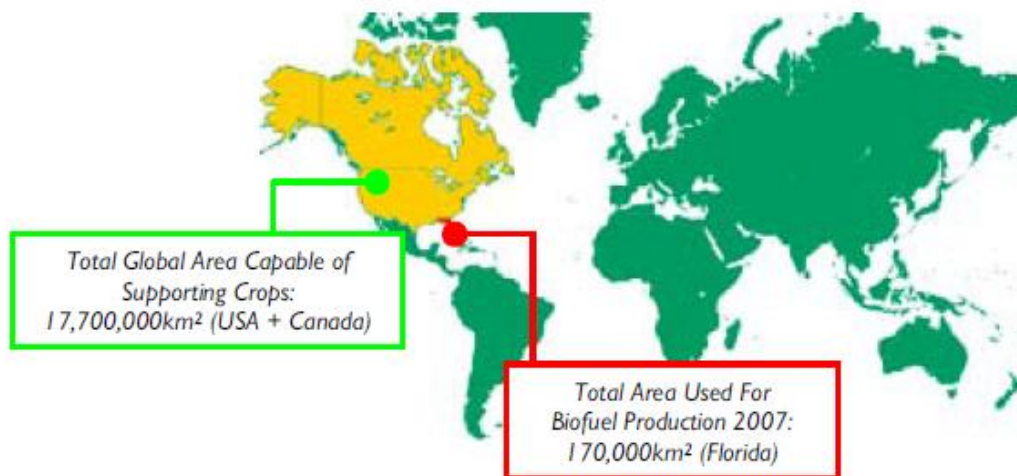 Total Global Area Capable of
Supporting Crops:
17,700,000km² (USA + Canada)
Total Area Used For
Biofuel Production 2007:
170,000km² (Florida)